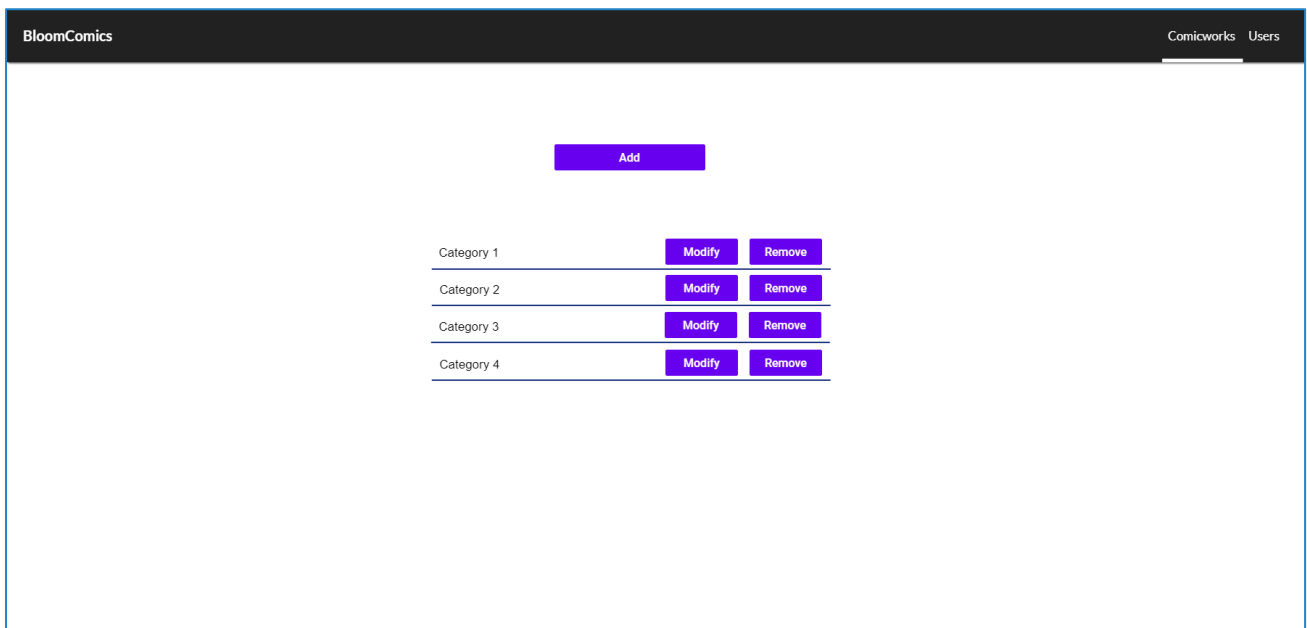 BloomComics Comicworks Users
Add
Category 1 Modify Remove
Category 2 Modify Remove
Category 3 Modify Remove
Category 4 Modify Remove